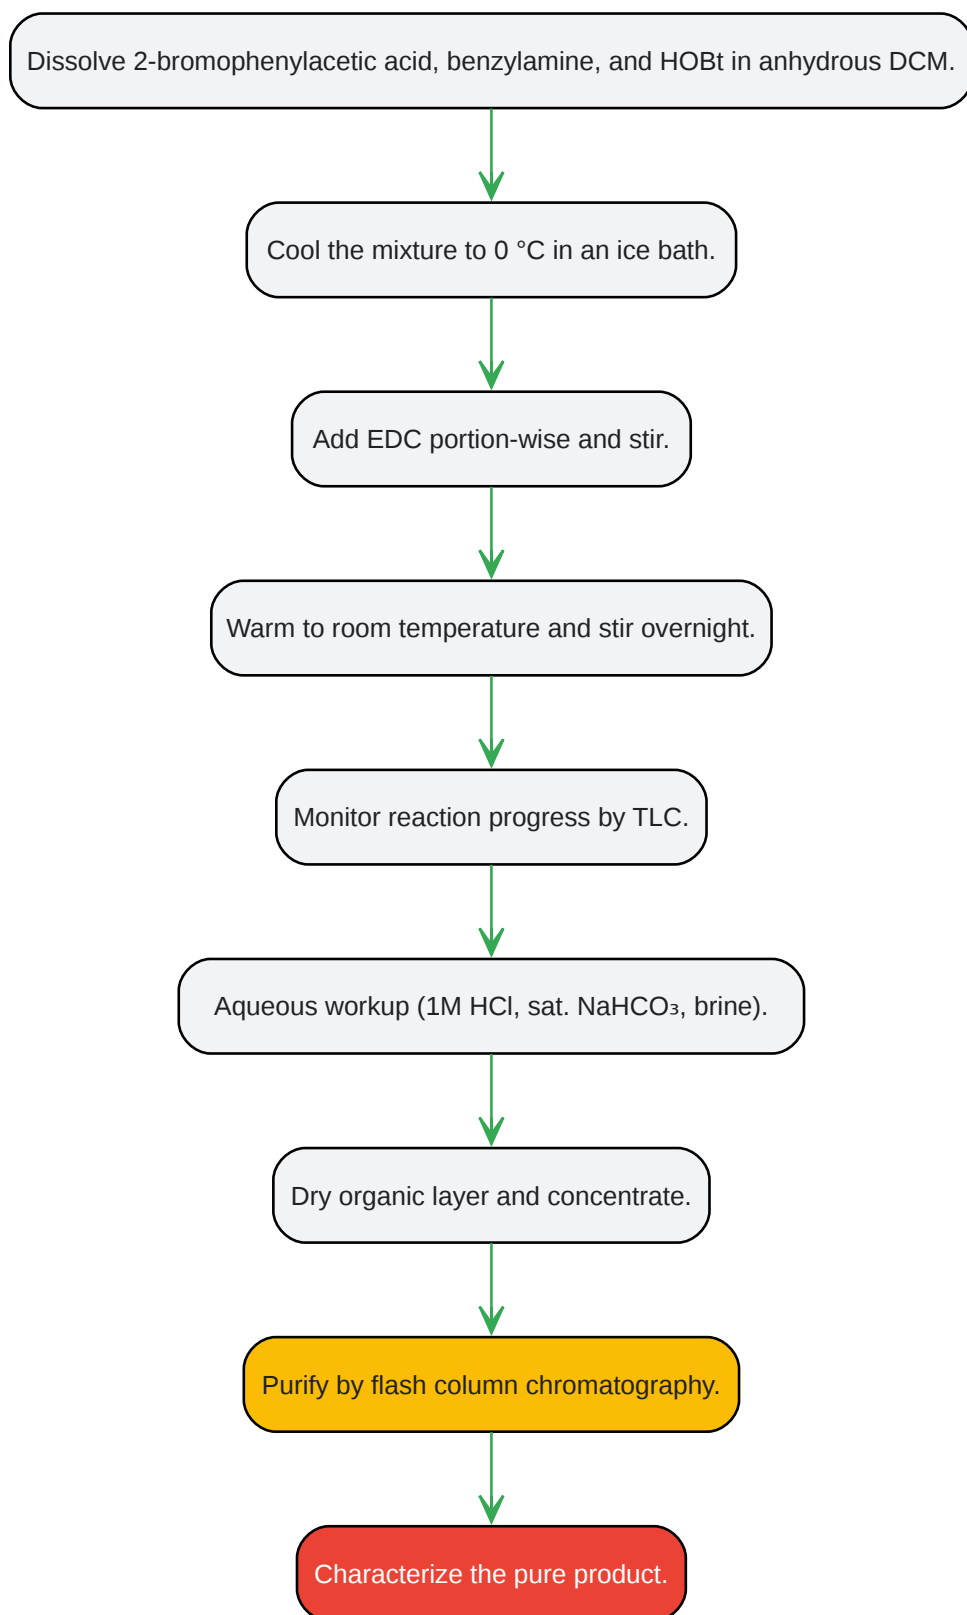 Dissolve 2-bromophenylacetic acid, benzylamine, and HOBt in anhydrous DCM.
Cool the mixture to 0 °C in an ice bath.
Add EDC portion-wise and stir.
Warm to room temperature and stir overnight.
Monitor reaction progress by TLC.
Aqueous workup (1M HCl, sat. NaHCO₃, brine).
Dry organic layer and concentrate.
Purify by flash column chromatography.
Characterize the pure product.